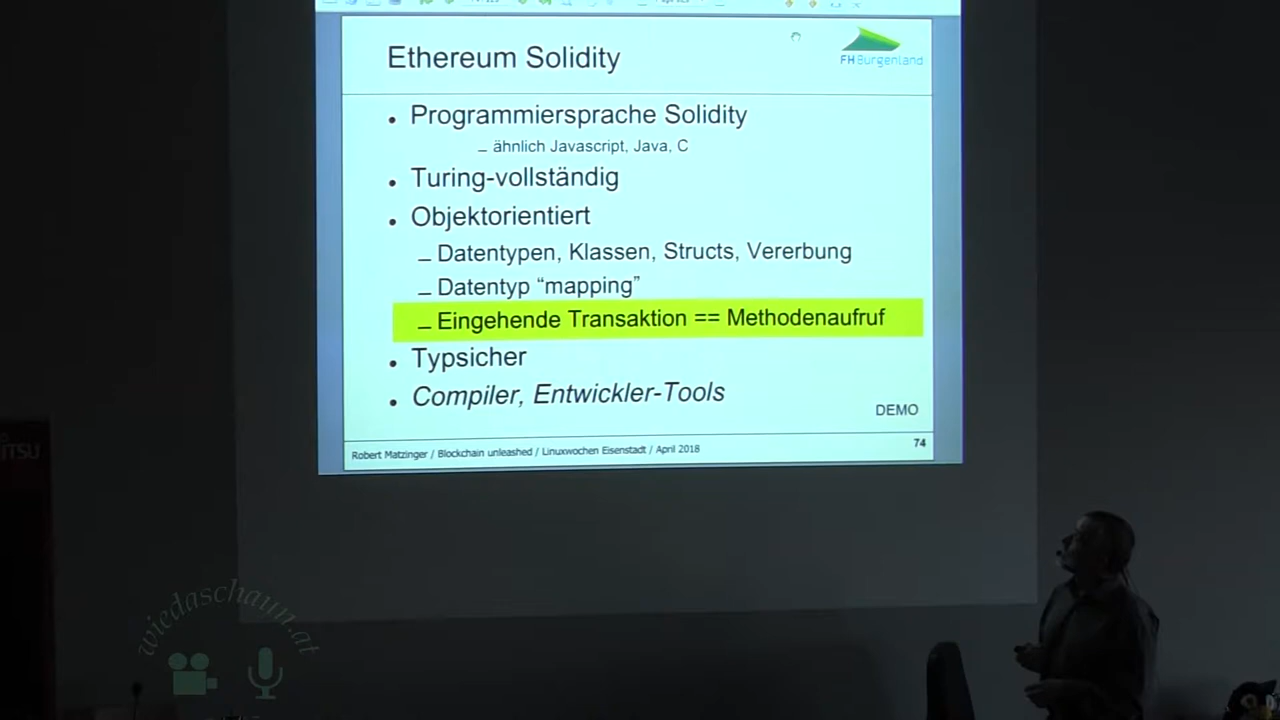 Ethereum Solidity
FH Burgenland
• Programmiersprache Solidity
– ähnlich Javascript, Java, C
• Turing-vollständig
• Objektorientiert
– Datentypen, Klassen, Structs, Vererbung
– Datentyp “mapping”
– Eingehende Transaktion == Methodenaufruf
• Typsicher
• Compiler, Entwickler-Tools
DEMO
Robert Matzinger / Blockchain unleashed / Linuxwochen Eisenstadt / April 2018
74
wiedaschaun.at